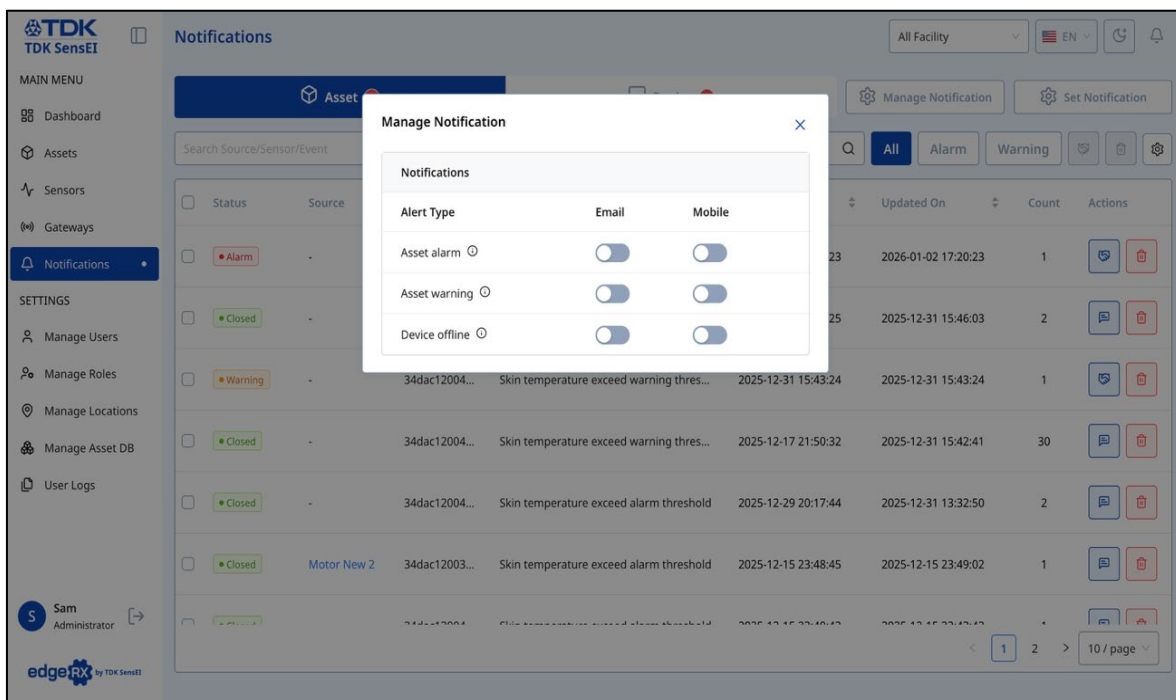 TDK
TDK SensEI
Notifications
All Facility
EN
MAIN MENU
Dashboard
Assets
Sensors
Gateways
Notifications
SETTINGS
Manage Users
Manage Roles
Manage Locations
Manage Asset DB
User Logs
Sam
S
Administrator
edgeRX by TDK SensEI
Asset
Manage Notification
Set Notification
Search Source/Sensor/Event
All
Alarm
Warning
Manage Notification
Notifications
Alert Type Email Mobile
Asset alarm
Asset warning
Device offline
Status Source Updated On Count Actions
Alarm - 23 2026-01-02 17:20:23 1
Closed - 25 2025-12-31 15:46:03 2
Warning - 34dac12004... Skin temperature exceed warning thres... 2025-12-31 15:43:24 2025-12-31 15:43:24 1
Closed - 34dac12004... Skin temperature exceed warning thres... 2025-12-17 21:50:32 2025-12-31 15:42:41 30
Closed - 34dac12004... Skin temperature exceed alarm threshold 2025-12-29 20:17:44 2025-12-31 13:32:50 2
Closed Motor New 2 34dac12003... Skin temperature exceed alarm threshold 2025-12-15 23:48:45 2025-12-15 23:49:02 1
1 2 10 / page